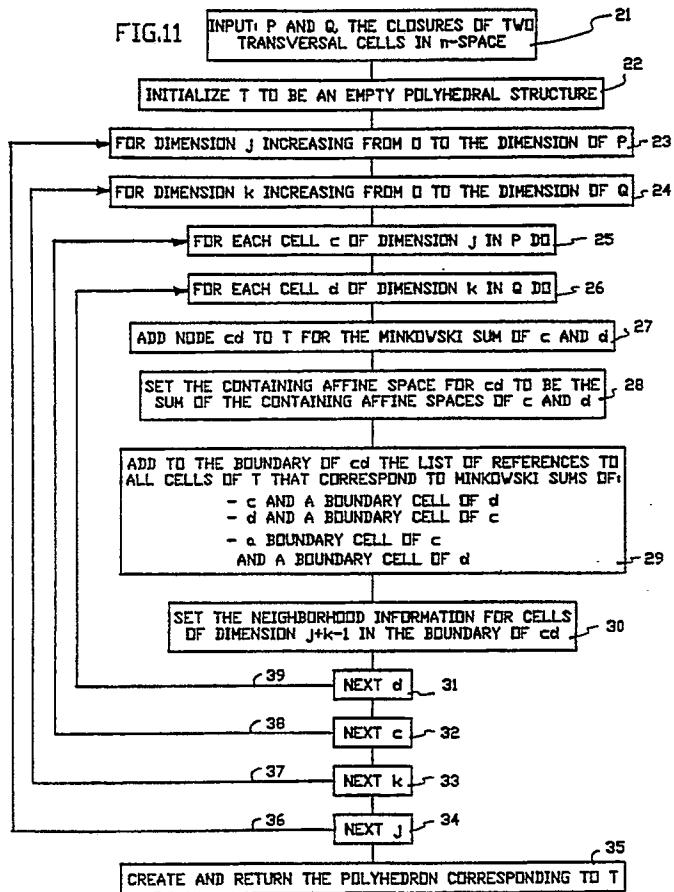 FIG.11
INPUT: P AND Q, THE CLOSURES OF TWO
TRANSVERSAL CELLS IN n-SPACE
21
INITIALIZE T TO BE AN EMPTY POLYHEDRAL STRUCTURE
22
FOR DIMENSION j INCREASING FROM 0 TO THE DIMENSION OF P
23
FOR DIMENSION k INCREASING FROM 0 TO THE DIMENSION OF Q
24
FOR EACH CELL c OF DIMENSION j IN P DO
25
FOR EACH CELL d OF DIMENSION k IN Q DO
26
ADD NODE cd TO T FOR THE MINKOWSKI SUM OF c AND d
27
SET THE CONTAINING AFFINE SPACE FOR cd TO BE THE
SUM OF THE CONTAINING AFFINE SPACES OF c AND d
28
ADD TO THE BOUNDARY OF cd THE LIST OF REFERENCES TO
ALL CELLS OF T THAT CORRESPOND TO MINKOWSKI SUMS OF:
- c AND A BOUNDARY CELL OF d
- d AND A BOUNDARY CELL OF c
- a BOUNDARY CELL OF c
AND A BOUNDARY CELL OF d
29
SET THE NEIGHBORHOOD INFORMATION FOR CELLS
OF DIMENSION j+k-1 IN THE BOUNDARY OF cd
30
39
NEXT d
31
38
NEXT c
32
37
NEXT k
33
36
NEXT j
34
35
CREATE AND RETURN THE POLYHEDRON CORRESPONDING TO T